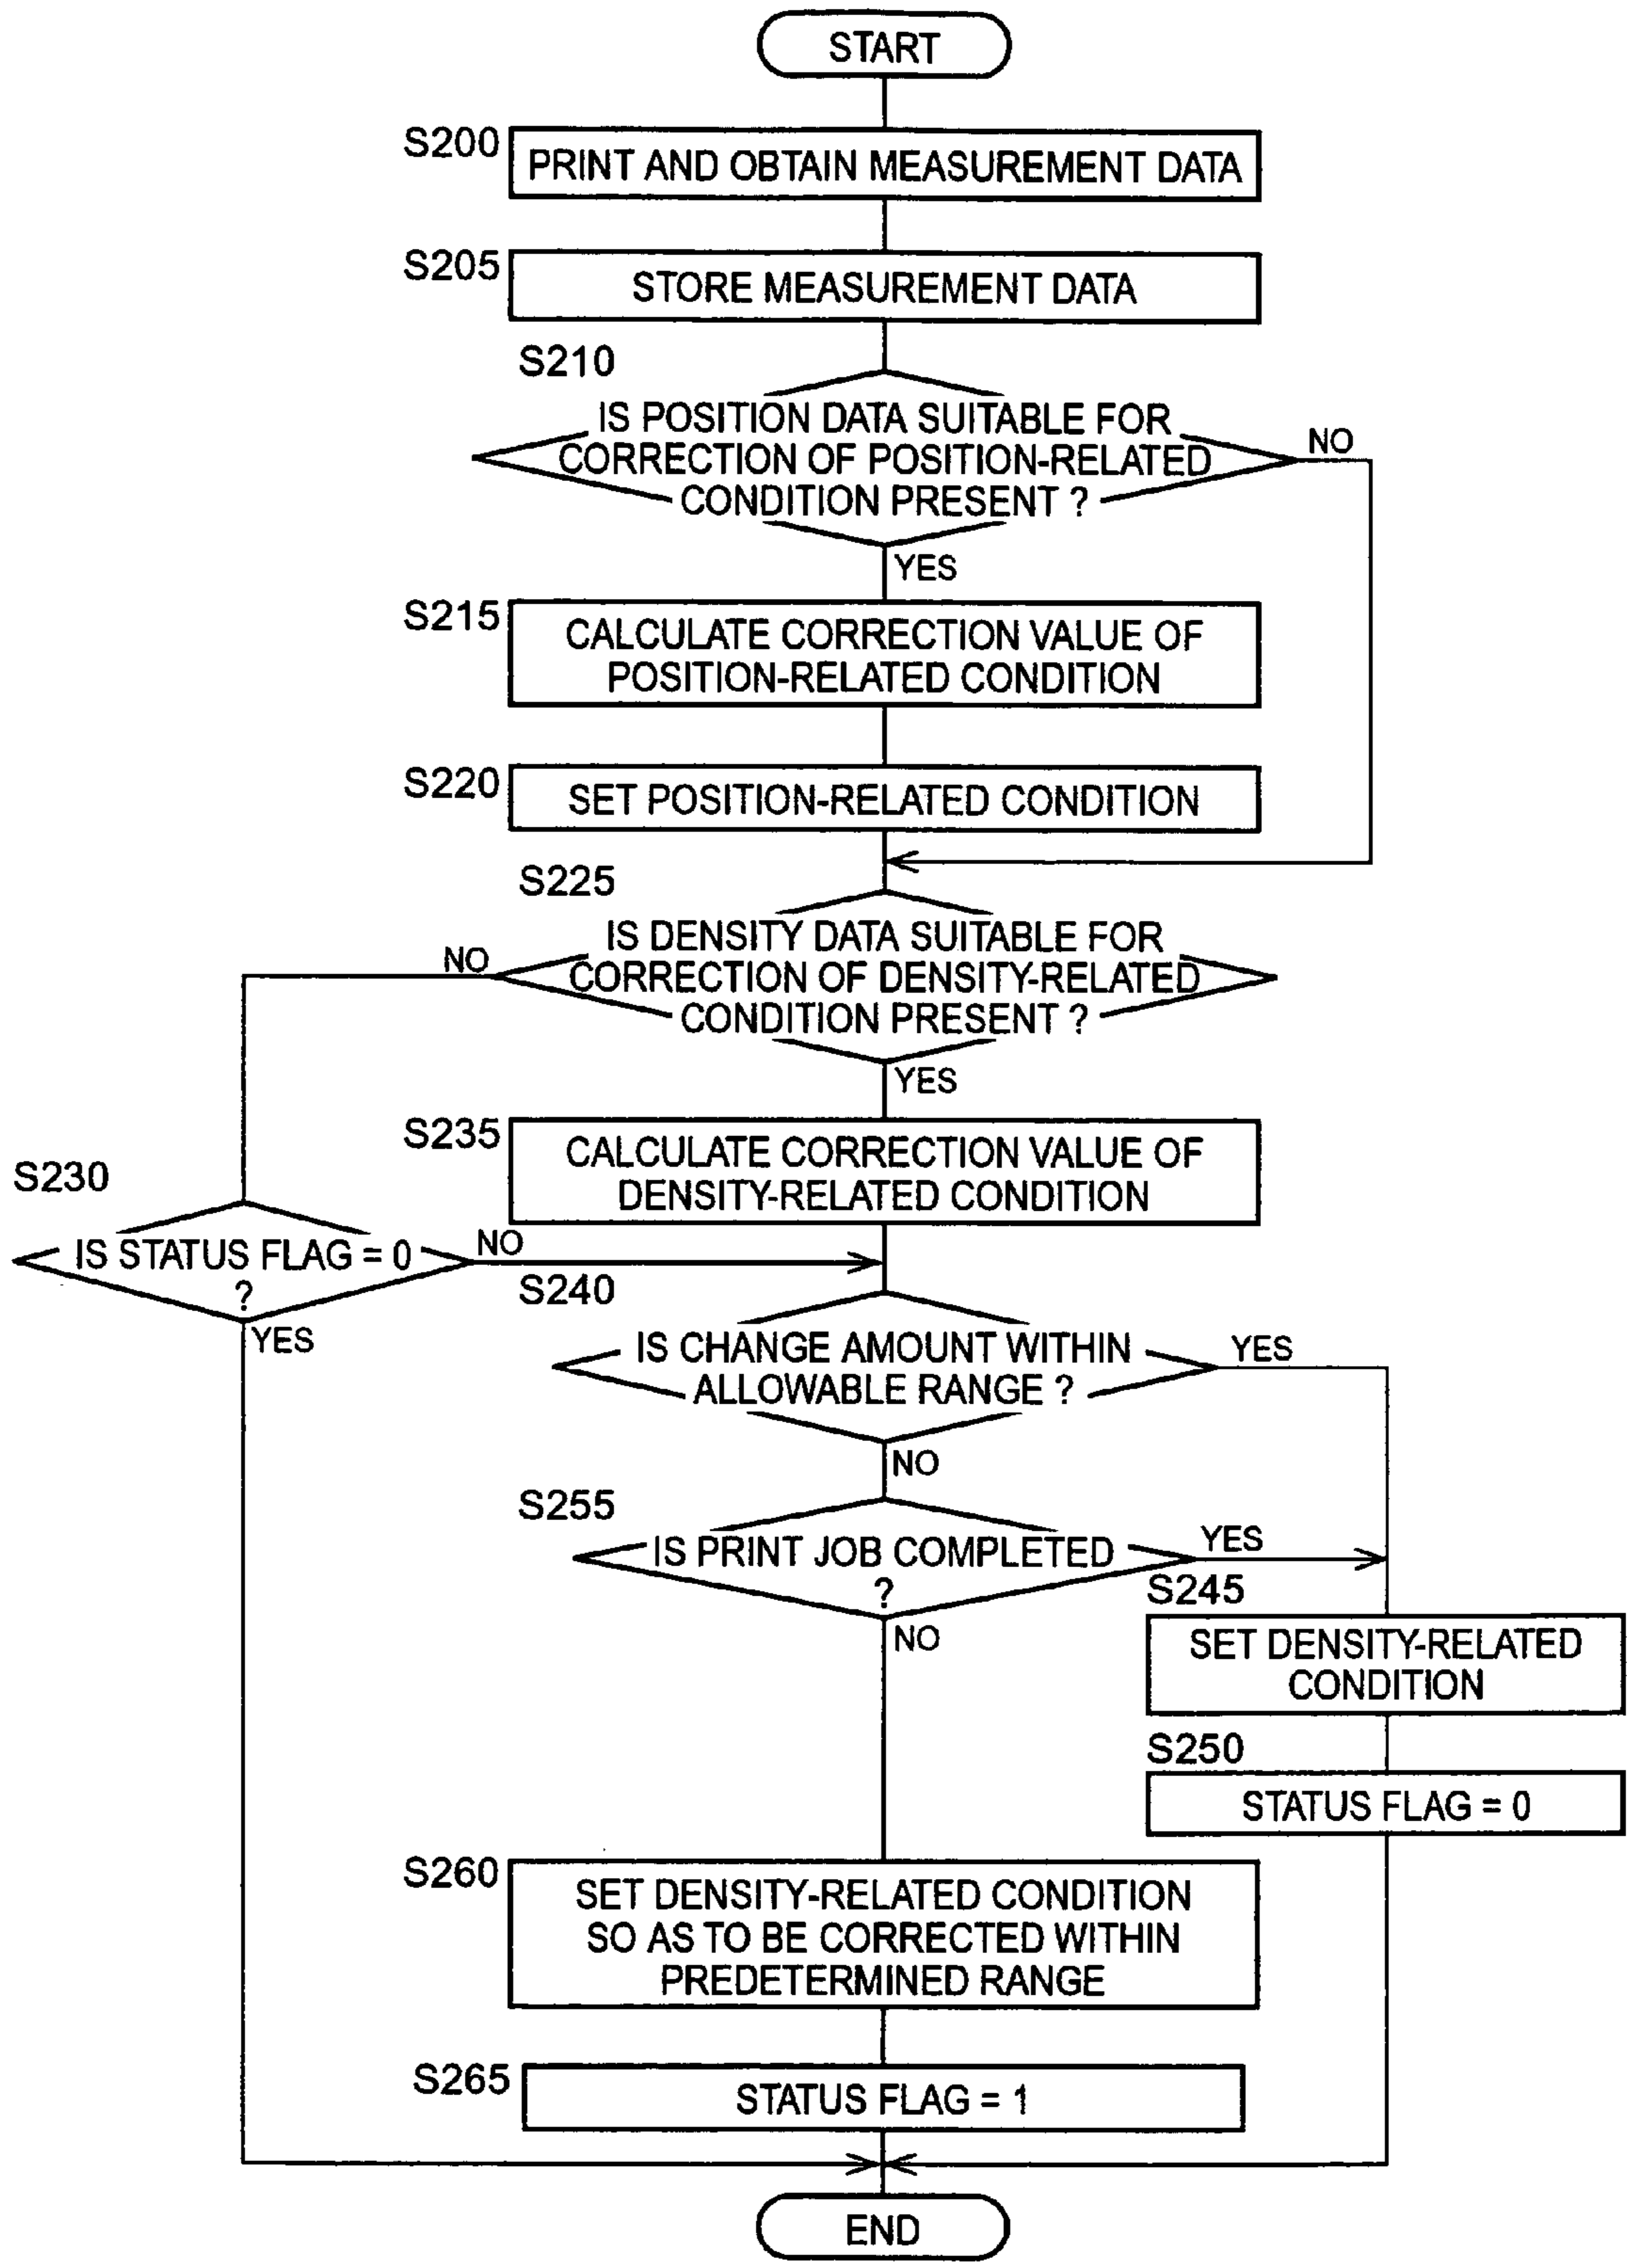 START
S200
PRINT AND OBTAIN MEASUREMENT DATA
S205
STORE MEASUREMENT DATA
S210
IS POSITION DATA SUITABLE FOR
CORRECTION OF POSITION-RELATED
CONDITION PRESENT ?
NO
YES
S215
CALCULATE CORRECTION VALUE OF
POSITION-RELATED CONDITION
S220
SET POSITION-RELATED CONDITION
S225
IS DENSITY DATA SUITABLE FOR
CORRECTION OF DENSITY-RELATED
CONDITION PRESENT ?
NO
YES
S235
CALCULATE CORRECTION VALUE OF
DENSITY-RELATED CONDITION
S230
IS STATUS FLAG = 0
?
NO
YES
S240
IS CHANGE AMOUNT WITHIN
ALLOWABLE RANGE ?
YES
NO
S255
IS PRINT JOB COMPLETED
?
YES
NO
S245
SET DENSITY-RELATED
CONDITION
S250
STATUS FLAG = 0
S260
SET DENSITY-RELATED CONDITION
SO AS TO BE CORRECTED WITHIN
PREDETERMINED RANGE
S265
STATUS FLAG = 1
END